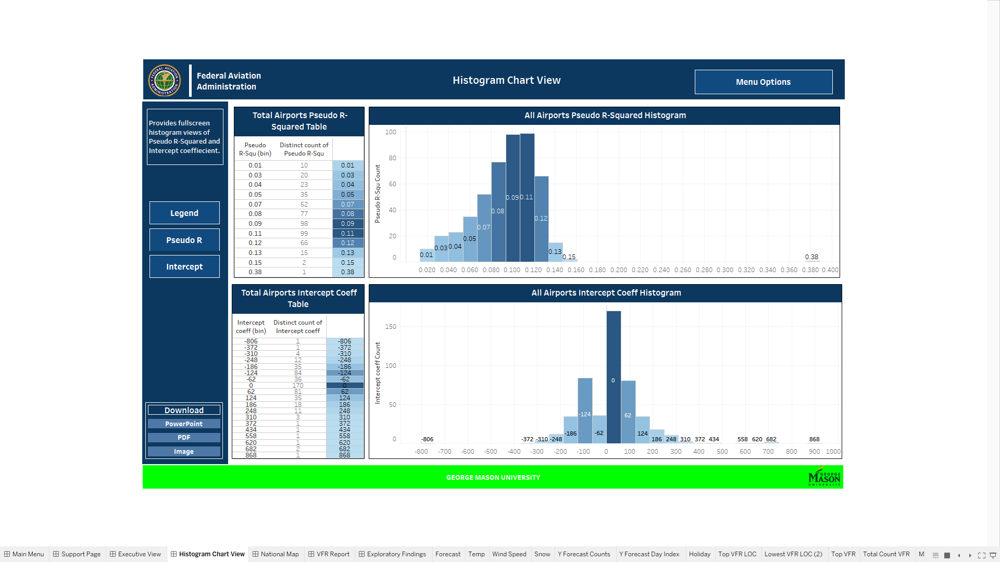 Federal Aviation
Administration
Histogram Chart View
Menu Options
Provides fullscreen
histogram views of
Pseudo R-Squared and
Intercept coeffiecient.
Legend
Pseudo R
Intercept
Download
PowerPoint
PDF
Image
Total Airports Pseudo R-
Squared Table
Pseudo Distinct count of
R-Squ (bin) Pseudo R-Squ
0.01 10 0.01
0.03 20 0.03
0.04 23 0.04
0.05 35 0.05
0.07 52 0.07
0.08 77 0.08
0.09 98 0.09
0.11 99 0.11
0.12 66 0.12
0.13 15 0.13
0.15 2 0.15
0.38 1 0.38
All Airports Pseudo R-Squared Histogram
Pseudo R-Squ Count
100
80
60
40
20
0
0.01 0.03 0.04 0.05 0.07 0.08 0.09 0.11 0.12 0.13 0.15 0.38
0.020 0.040 0.060 0.080 0.100 0.120 0.140 0.160 0.180 0.200 0.220 0.240 0.260 0.280 0.300 0.320 0.340 0.360 0.380 0.400
Total Airports Intercept Coeff
Table
Intercept Distinct count of
coeff (bin) Intercept coeff
-806 1 -806
-372 1 -372
-310 4 -310
-248 12 -248
-186 35 -186
-124 84 -124
-62 36 -62
0 170 0
62 81 62
124 35 124
186 18 186
248 11 248
310 3 310
372 1 372
434 1 434
558 1 558
620 1 620
682 2 682
868 1 868
All Airports Intercept Coeff Histogram
Intercept coeff Count
150
100
50
0
-806 -372 -310 -248 -186 -124 -62 0 62 124 186 248 310 372 434 558 620 682 868
-800 -700 -600 -500 -400 -300 -200 -100 0 100 200 300 400 500 600 700 800 900 1000
GEORGE MASON UNIVERSITY
GEORGE
MASON
UNIVERSITY
Main Menu Support Page Executive View Histogram Chart View National Map VFR Report Exploratory Findings Forecast Temp Wind Speed Snow Y Forecast Counts Y Forecast Day Index Holiday Top VFR LOC Lowest VFR LOC (2) Top VFR Total Count VFR M